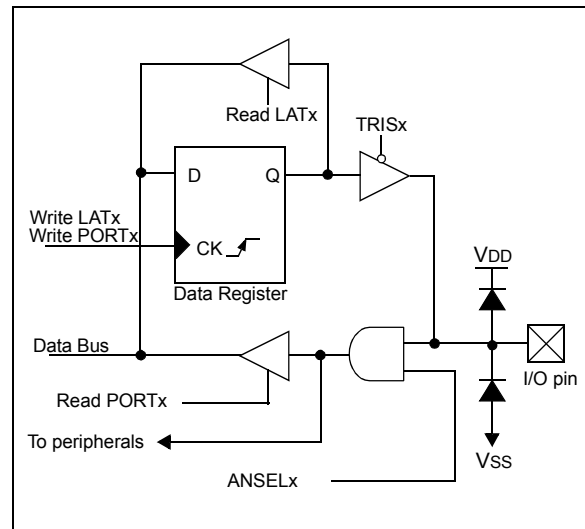 Read LATx
TRISx
D Q
Write LATx
Write PORTx
CK
Data Register
VDD
Data Bus
I/O pin
Read PORTx
To peripherals
VSS
ANSELx